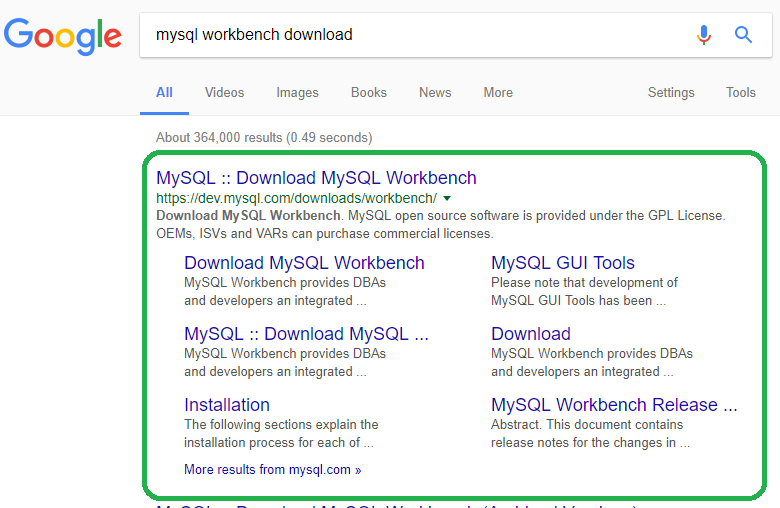 Google
mysql workbench download
All Videos Images Books News More Settings Tools
About 364,000 results (0.49 seconds)
MySQL :: Download MySQL Workbench
https://dev.mysql.com/downloads/workbench/
Download MySQL Workbench. MySQL open source software is provided under the GPL License.
OEMs, ISVs and VARs can purchase commercial licenses.
Download MySQL Workbench
MySQL Workbench provides DBAs
and developers an integrated ...
MySQL GUI Tools
Please note that development of
MySQL GUI Tools has been ...
MySQL :: Download MySQL ...
MySQL Workbench provides DBAs
and developers an integrated ...
Download
MySQL Workbench provides DBAs
and developers an integrated ...
Installation
The following sections explain the
installation process for each of ...
MySQL Workbench Release ...
Abstract. This document contains
release notes for the changes in ...
More results from mysql.com »